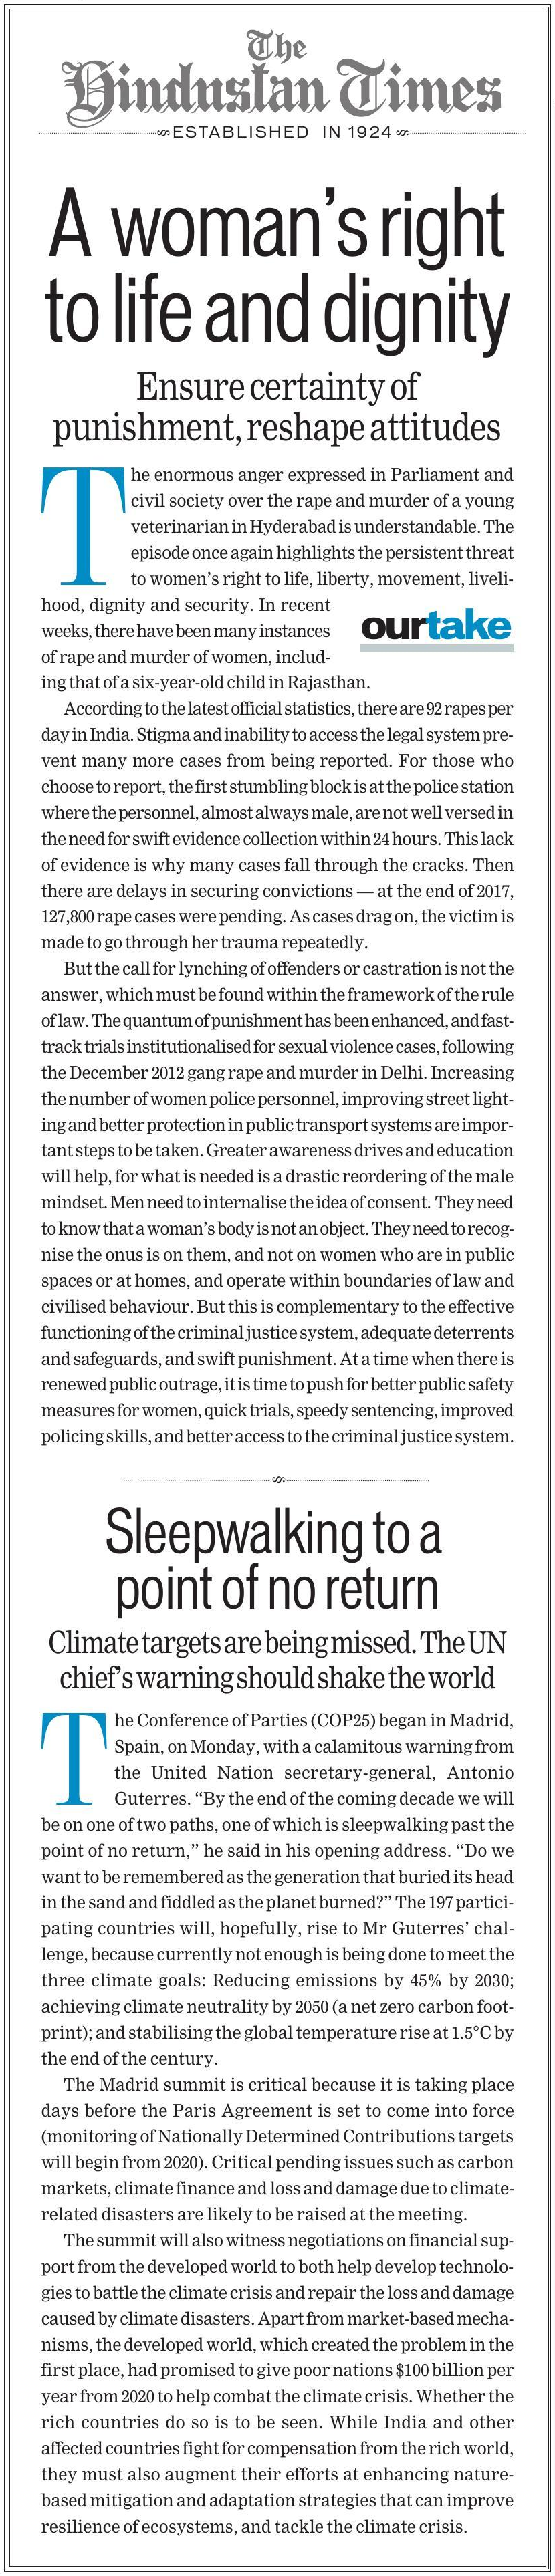 The
Hindustan Times
ESTABLISHED IN 1924
A woman's right
to life and dignity
Ensure certainty of
punishment, reshape attitudes
The enormous anger expressed in Parliament and
civil society over the rape and murder of a young
veterinarian in Hyderabad is understandable. The
episode once again highlights the persistent threat
to women's right to life, liberty, movement, liveli-
hood, dignity and security. In recent
weeks, there have been many instances
of rape and murder of women, includ-
ing that of a six-year-old child in Rajasthan.
ourtake
According to the latest official statistics, there are 92 rapes per
day in India. Stigma and inability to access the legal system pre-
vent many more cases from being reported. For those who
choose to report, the first stumbling block is at the police station
where the personnel, almost always male, are not well versed in
the need for swift evidence collection within 24 hours. This lack
of evidence is why many cases fall through the cracks. Then
there are delays in securing convictions — at the end of 2017,
127,800 rape cases were pending. As cases drag on, the victim is
made to go through her trauma repeatedly.
But the call for lynching of offenders or castration is not the
answer, which must be found within the framework of the rule
of law. The quantum of punishment has been enhanced, and fast-
track trials institutionalised for sexual violence cases, following
the December 2012 gang rape and murder in Delhi. Increasing
the number of women police personnel, improving street light-
ing and better protection in public transport systems are impor-
tant steps to be taken. Greater awareness drives and education
will help, for what is needed is a drastic reordering of the male
mindset. Men need to internalise the idea of consent. They need
to know that a woman's body is not an object. They need to recog-
nise the onus is on them, and not on women who are in public
spaces or at homes, and operate within boundaries of law and
civilised behaviour. But this is complementary to the effective
functioning of the criminal justice system, adequate deterrents
and safeguards, and swift punishment. At a time when there is
renewed public outrage, it is time to push for better public safety
measures for women, quick trials, speedy sentencing, improved
policing skills, and better access to the criminal justice system.
Sleepwalking to a
point of no return
Climate targets are being missed. The UN
chief's warning should shake the world
The Conference of Parties (COP25) began in Madrid,
Spain, on Monday, with a calamitous warning from
the United Nation secretary-general, Antonio
Guterres. “By the end of the coming decade we will
be on one of two paths, one of which is sleepwalking past the
point of no return,” he said in his opening address. “Do we
want to be remembered as the generation that buried its head
in the sand and fiddled as the planet burned?” The 197 partici-
pating countries will, hopefully, rise to Mr Guterres’ chal-
lenge, because currently not enough is being done to meet the
three climate goals: Reducing emissions by 45% by 2030;
achieving climate neutrality by 2050 (a net zero carbon foot-
print); and stabilising the global temperature rise at 1.5°C by
the end of the century.
The Madrid summit is critical because it is taking place
days before the Paris Agreement is set to come into force
(monitoring of Nationally Determined Contributions targets
will begin from 2020). Critical pending issues such as carbon
markets, climate finance and loss and damage due to climate-
related disasters are likely to be raised at the meeting.
The summit will also witness negotiations on financial sup-
port from the developed world to both help develop technolo-
gies to battle the climate crisis and repair the loss and damage
caused by climate disasters. Apart from market-based mecha-
nisms, the developed world, which created the problem in the
first place, had promised to give poor nations $100 billion per
year from 2020 to help combat the climate crisis. Whether the
rich countries do so is to be seen. While India and other
affected countries fight for compensation from the rich world,
they must also augment their efforts at enhancing nature-
based mitigation and adaptation strategies that can improve
resilience of ecosystems, and tackle the climate crisis.